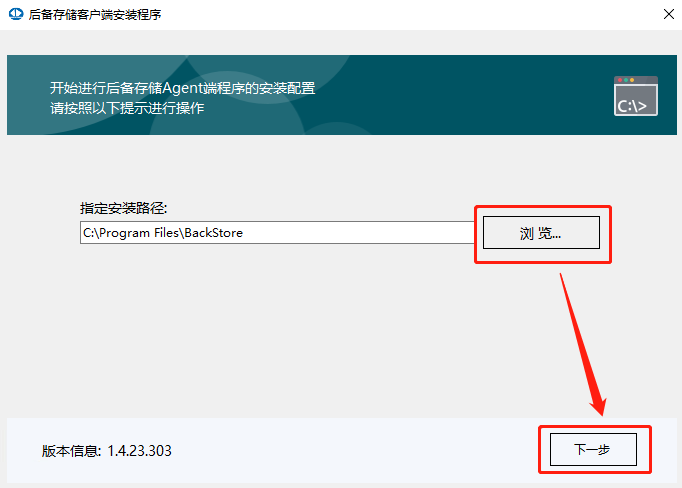 后备存储客户端安装程序
开始进行后备存储Agent端程序的安装配置
请按照以下提示进行操作
C:\>
指定安装路径:
C:\Program Files\BackStore
浏 览...
版本信息: 1.4.23.303
下一步